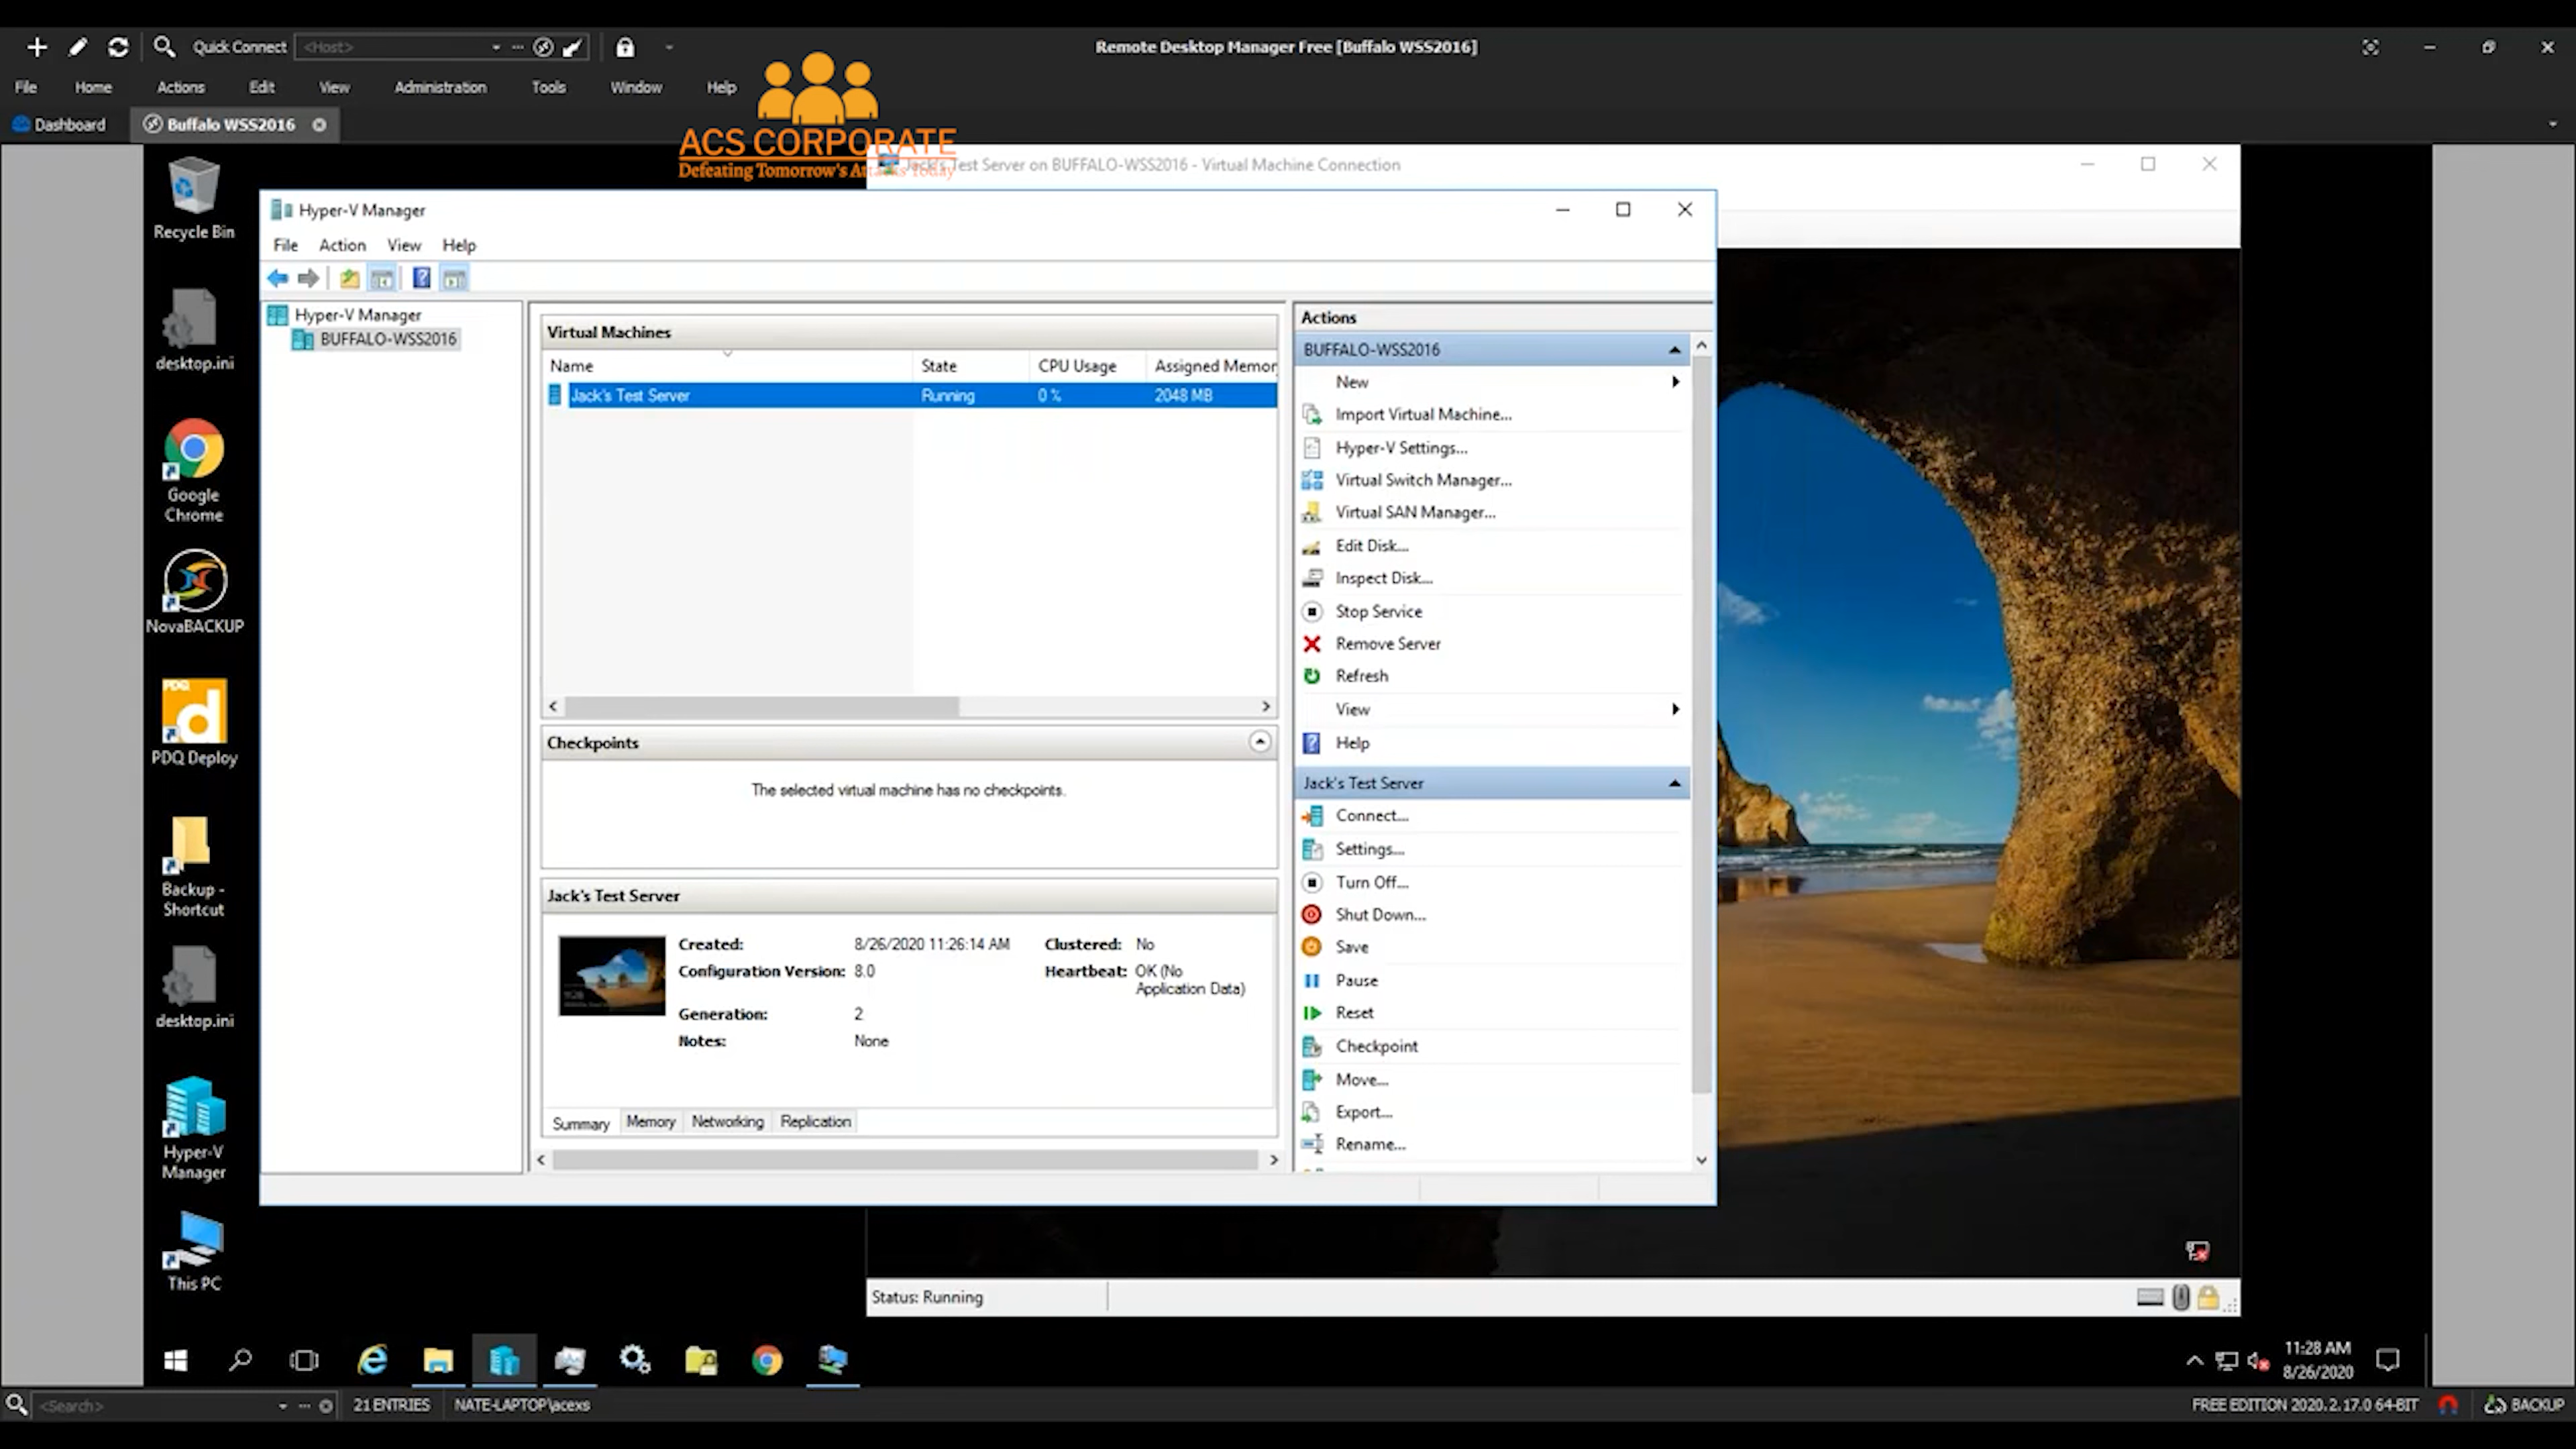 Quick Connect <Host>
Remote Desktop Manager Free [Buffalo WSS2016]
File Home Actions Edit View Administration Tools Window Help
Dashboard Buffalo WSS2016
ACS CORPORATE
Defeating Tomorrow's Attacks Today
Jack's Test Server on BUFFALO-WSS2016 - Virtual Machine Connection
Recycle Bin
desktop.ini
Google
Chrome
NovaBACKUP
PDQ
PDQ Deploy
Backup -
Shortcut
desktop.ini
Hyper-V
Manager
This PC
Hyper-V Manager
File Action View Help
Hyper-V Manager
BUFFALO-WSS2016
Virtual Machines
Name State CPU Usage Assigned Memor
Jack's Test Server Running 0 % 2048 MB
Checkpoints
The selected virtual machine has no checkpoints.
Jack's Test Server
Created: 8/26/2020 11:26:14 AM Clustered: No
Configuration Version: 8.0 Heartbeat: OK (No
Application Data)
Generation: 2
Notes: None
Summary Memory Networking Replication
Actions
BUFFALO-WSS2016
New
Import Virtual Machine...
Hyper-V Settings...
Virtual Switch Manager...
Virtual SAN Manager...
Edit Disk...
Inspect Disk...
Stop Service
Remove Server
Refresh
View
Help
Jack's Test Server
Connect...
Settings...
Turn Off...
Shut Down...
Save
Pause
Reset
Checkpoint
Move...
Export...
Rename...
Status: Running
11:28 AM
8/26/2020
<Search> 21 ENTRIES NATE-LAPTOP\acexs FREE EDITION 2020.2.17.0 64-BIT BACKUP